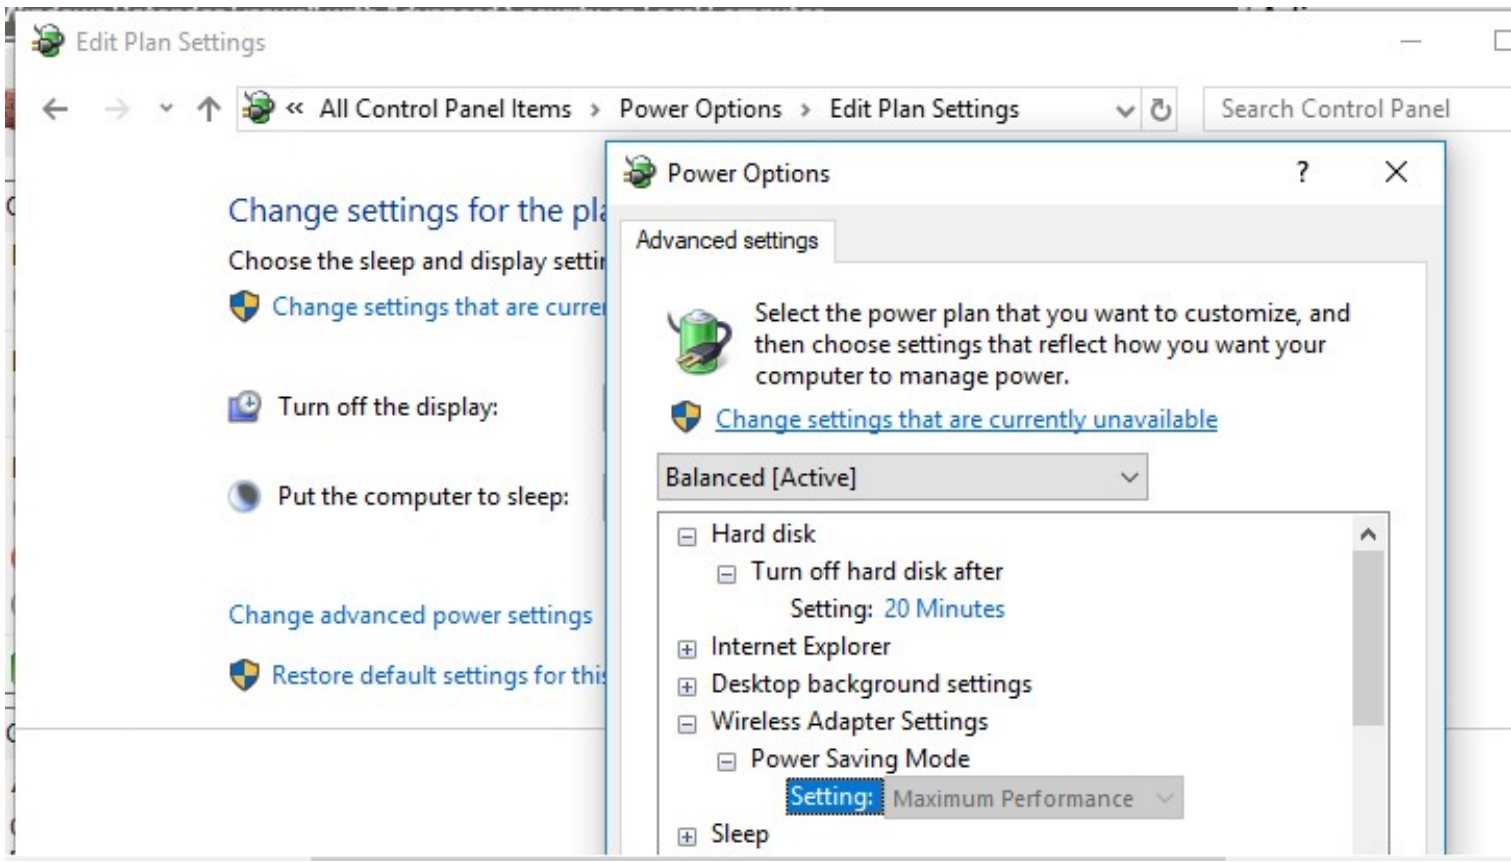 Edit Plan Settings
« All Control Panel Items › Power Options › Edit Plan Settings
Search Control Panel
Change settings for the pl
Choose the sleep and display
Change settings that are
Turn off the display:
Put the computer to sleep:
Change advanced power settings
Restore default settings for
Power Options
?
Advanced settings
Select the power plan that you want to customize, and
then choose settings that reflect how you want your
computer to manage power.
Change settings that are currently unavailable
Balanced [Active]
Hard disk
Turn off hard disk after
Setting: 20 Minutes
Internet Explorer
Desktop background settings
Wireless Adapter Settings
Power Saving Mode
Setting: Maximum Performance
Sleep